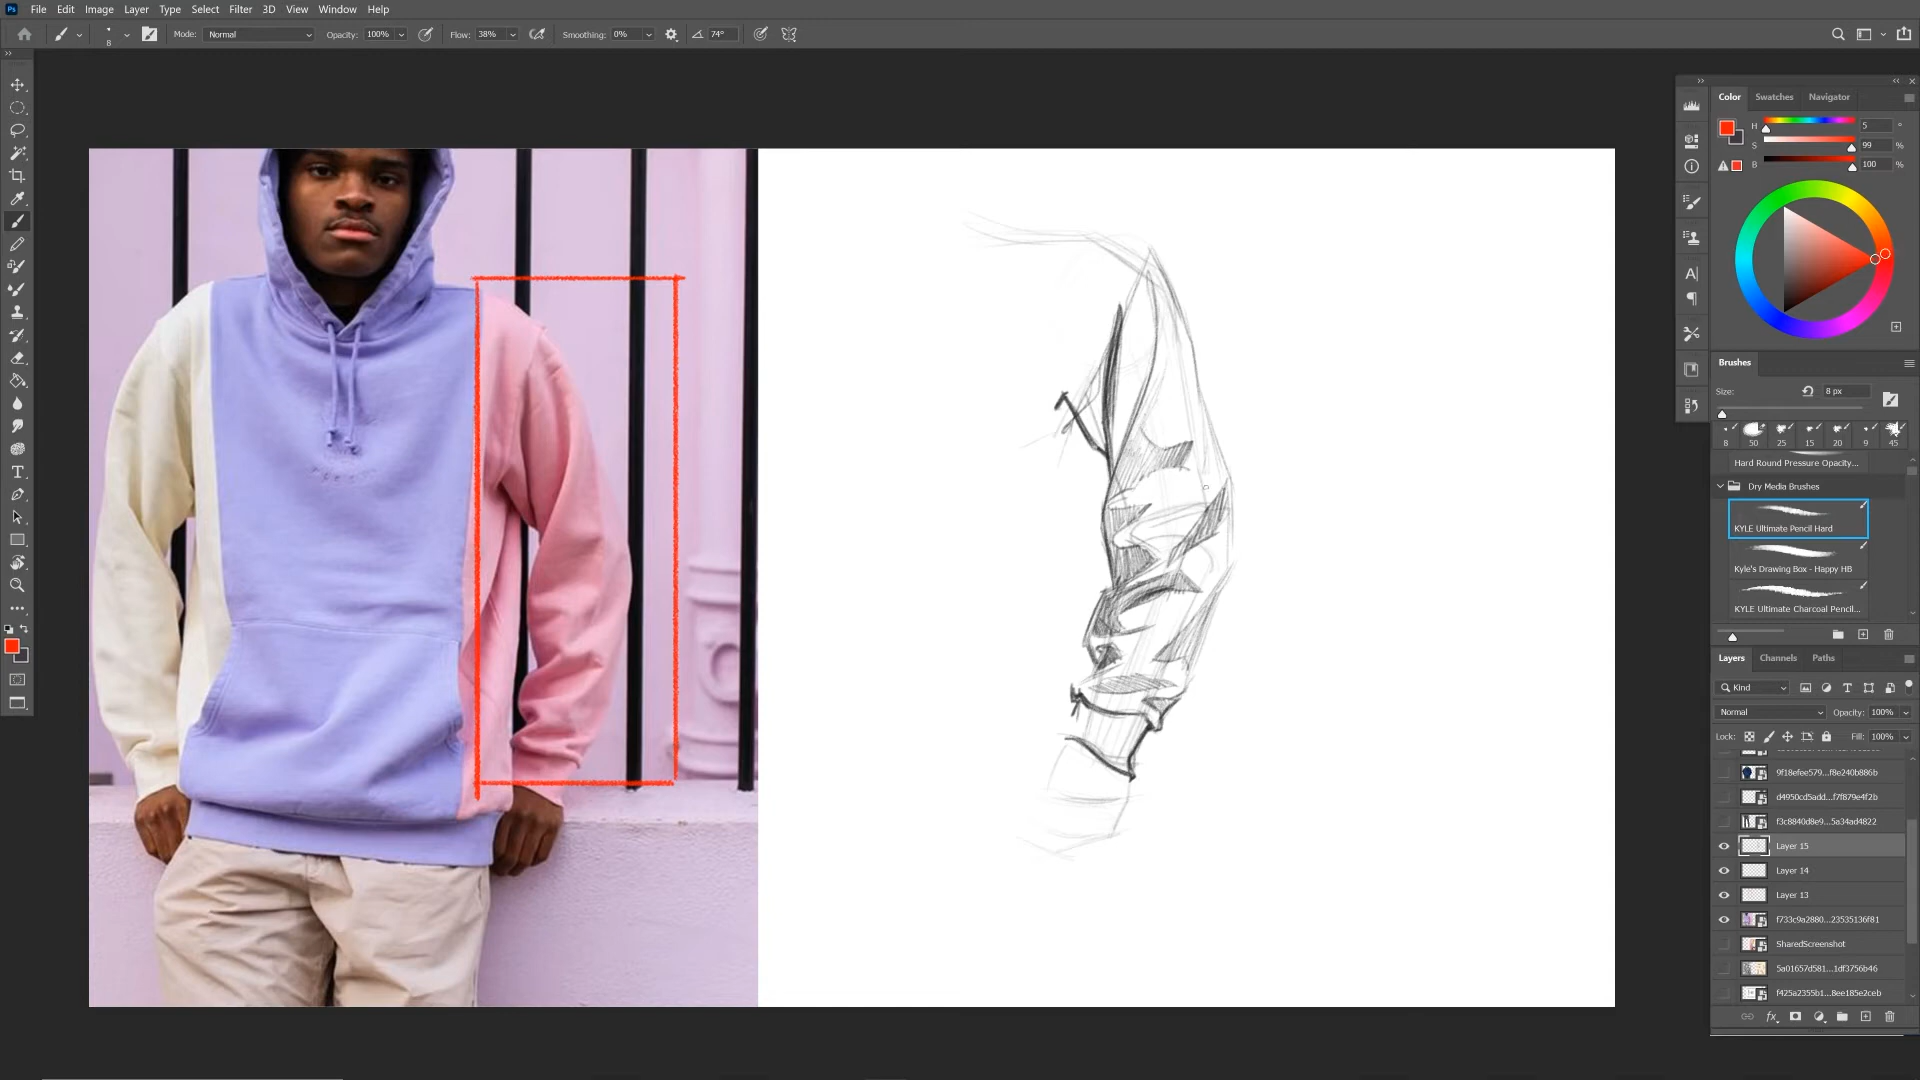 Ps File Edit Image Layer Type Select Filter 3D View Window Help
8 Mode: Normal Opacity: 100% Flow: 38% Smoothing: 0% 74°
Color Swatches Navigator
H 5 °
S 99 %
B 100 %
Brushes
Size: 8 px
8 50 25 15 20 9 45
Hard Round Pressure Opacity...
Dry Media Brushes
KYLE Ultimate Pencil Hard
Kyle's Drawing Box - Happy HB
KYLE Ultimate Charcoal Pencil...
Layers Channels Paths
Kind
Normal Opacity: 100%
Lock: Fill: 100%
9f18efee579...f8e240b886b
d4950cd5add...f7f879e4f2b
f3c8840d8e9...5a34ad4822
Layer 15
Layer 14
Layer 13
f733c9a2880...23535136f81
SharedScreenshot
5a01657d581...1df3756b46
f425a2355b1...8ee185e2ceb
fx